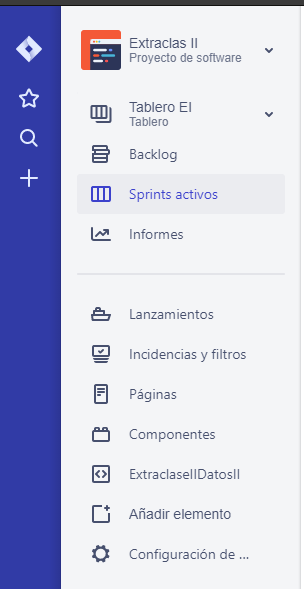 Extraclas II
Proyecto de software
Tablero EI
Tablero
Backlog
Sprints activos
Informes
Lanzamientos
Incidencias y filtros
Páginas
Componentes
ExtraclaseIIDatosII
Añadir elemento
Configuración de ...